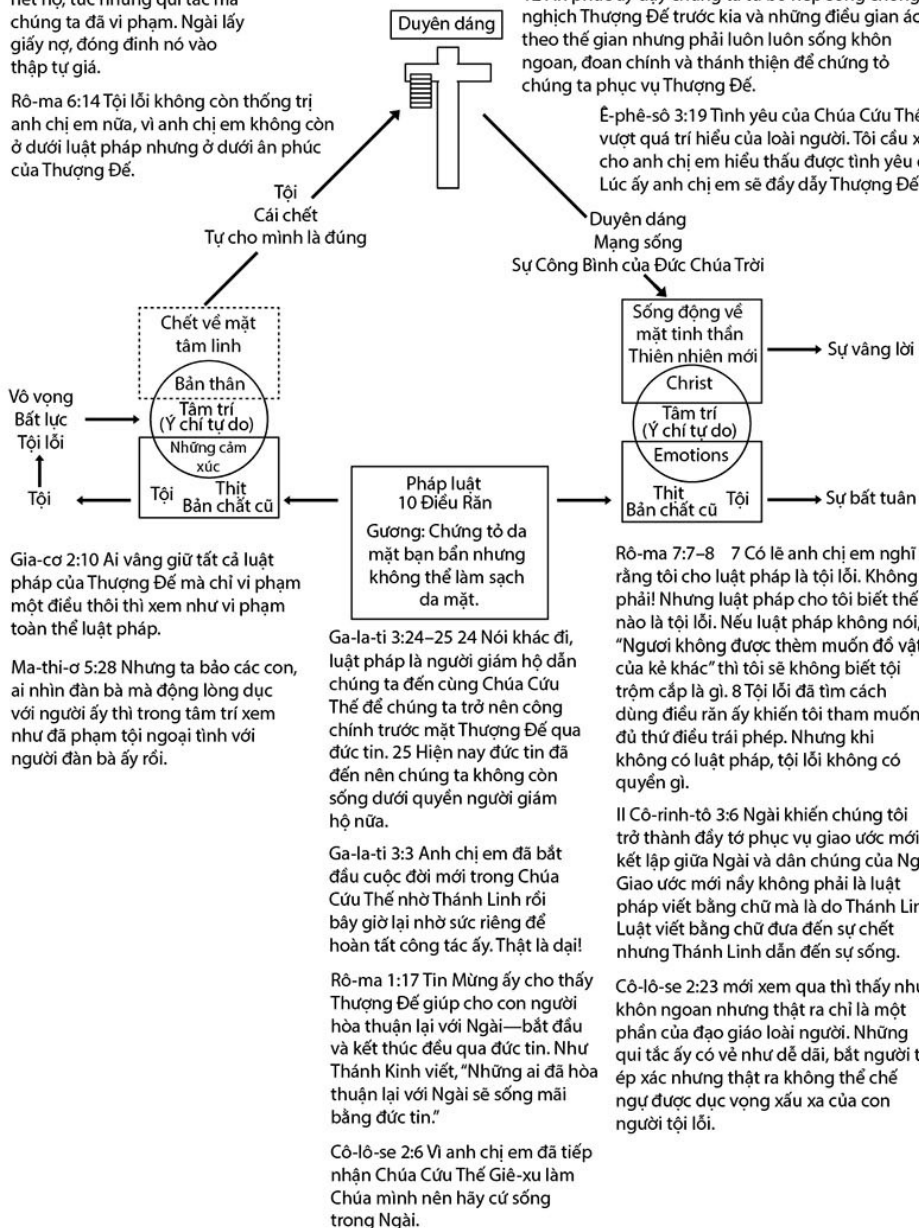 chúng ta đã vi phạm. Ngài lấy
giấy nợ, đóng đinh nó vào
thập tự giá.
Rô-ma 6:14 Tội lỗi không còn thống trị
anh chị em nữa, vì anh chị em không còn
ở dưới luật pháp nhưng ở dưới ân phúc
của Thượng Đế.
Duyên dáng
nghịch Thượng Đế trước kia và những điều gian ác
theo thế gian nhưng phải luôn luôn sống khôn
ngoan, đoan chính và thánh thiện để chứng tỏ
chúng ta phục vụ Thượng Đế.
Ê-phê-sô 3:19 Tình yêu của Chúa Cứu Thế
vượt quá trí hiểu của loài người. Tôi cầu
cho anh chị em hiểu thấu được tình yêu
Lúc ấy anh chị em sẽ đầy dẫy Thượng Đế
Tội
Cái chết
Tự cho mình là đúng
Duyên dáng
Mạng sống
Sự Công Bình của Đức Chúa Trời
Chết về mặt
tâm linh
Bản thân
Tâm trí
(Ý chí tự do)
Những cảm
xúc
Tội
Thịt
Bản chất cũ
Vô vọng
Bất lực
Tội lỗi
Tội
Sống động về
mặt tinh thần
Thiên nhiên mới
Christ
Tâm trí
(Ý chí tự do)
Emotions
Thịt
Bản chất cũ
Tội
Sự vâng lời
Sự bất tuân
Pháp luật
10 Điều Răn
Gương: Chứng tỏ da
mặt bạn bẩn nhưng
không thể làm sạch
da mặt.
Gia-cơ 2:10 Ai vâng giữ tất cả luật
pháp của Thượng Đế mà chỉ vi phạm
một điều thôi thì xem như vi phạm
toàn thể luật pháp.
Ma-thi-ơ 5:28 Nhưng ta bảo các con,
ai nhìn đàn bà mà động lòng dục
với người ấy thì trong tâm trí xem
như đã phạm tội ngoại tình với
người đàn bà ấy rồi.
Ga-la-ti 3:24–25 24 Nói khác đi,
luật pháp là người giám hộ dẫn
chúng ta đến cùng Chúa Cứu
Thế để chúng ta trở nên công
chính trước mặt Thượng Đế qua
đức tin. 25 Hiện nay đức tin đã
đến nên chúng ta không còn
sống dưới quyền người giám
hộ nữa.
Ga-la-ti 3:3 Anh chị em đã bắt
đầu cuộc đời mới trong Chúa
Cứu Thế nhờ Thánh Linh rồi
bây giờ lại nhờ sức riêng để
hoàn tất công tác ấy. Thật là dại!
Rô-ma 1:17 Tin Mừng ấy cho thấy
Thượng Đế giúp cho con người
hòa thuận lại với Ngài—bắt đầu
và kết thúc đều qua đức tin. Như
Thánh Kinh viết, “Những ai đã hòa
thuận lại với Ngài sẽ sống mãi
bằng đức tin.”
Cô-lô-se 2:6 Vì anh chị em đã tiếp
nhận Chúa Cứu Thế Giê-xu làm
Chúa mình nên hãy cứ sống
trong Ngài.
Rô-ma 7:7–8 7 Có lẽ anh chị em nghĩ
rằng tôi cho luật pháp là tội lỗi. Không
phải! Nhưng luật pháp cho tôi biết thế
nào là tội lỗi. Nếu luật pháp không nói,
“Ngươi không được thèm muốn đồ vật
của kẻ khác” thì tôi sẽ không biết tội
trộm cắp là gì. 8 Tội lỗi đã tìm cách
dùng điều răn ấy khiến tôi tham muốn
đủ thứ điều trái phép. Nhưng khi
không có luật pháp, tội lỗi không có
quyền gì.
II Cô-rinh-tô 3:6 Ngài khiến chúng tôi
trở thành đầy tớ phục vụ giao ước mới
kết lập giữa Ngài và dân chúng của
Giao ước mới nầy không phải là luật
pháp viết bằng chữ mà là do Thánh
Luật viết bằng chữ đưa đến sự chết
nhưng Thánh Linh dẫn đến sự sống.
Cô-lô-se 2:23 mới xem qua thì thấy
khôn ngoan nhưng thật ra chỉ là một
phần của đạo giáo loài người. Những
qui tắc ấy có vẻ như dễ dãi, bắt người
ép xác nhưng thật ra không thể chế
ngự được dục vọng xấu xa của con
người tội lỗi.